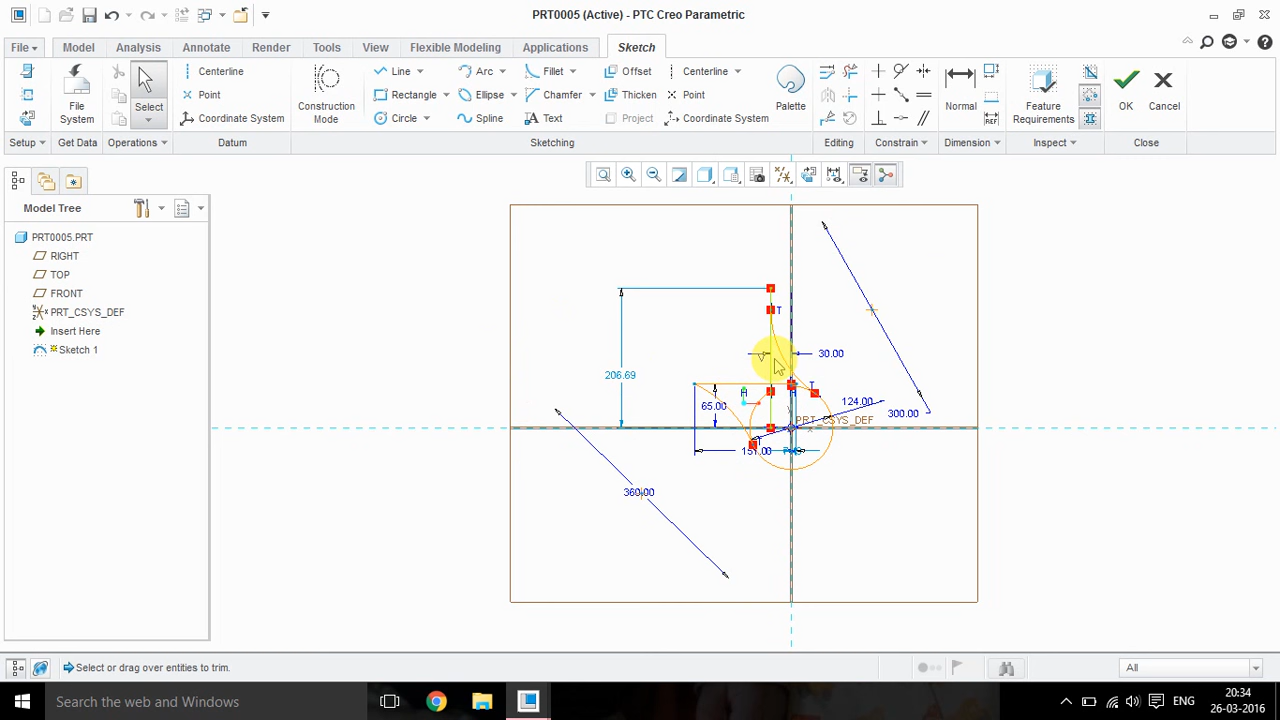 PRT0005 (Active) - PTC Creo Parametric
File Model Analysis Annotate Render Tools View Flexible Modeling Applications Sketch
File System
Select
Centerline
Point
Coordinate System
Construction Mode
Line Arc Fillet Offset Centerline
Rectangle Ellipse Chamfer Thicken Point
Circle Spline Text Project Coordinate System
Palette
Normal
REF
Feature Requirements
OK
Cancel
Setup Get Data Operations Datum Sketching Editing Constrain Dimension Inspect Close
Model Tree
PRT0005.PRT
RIGHT
TOP
FRONT
PRT_CSYS_DEF
Insert Here
Sketch 1
T
30.00
V
206.69
H
T
H
65.00
124.00
300.00
PRT_CSYS_DEF
T
151.00
360.00
Select or drag over entities to trim.
All
Search the web and Windows
ENG
20:34
26-03-2016